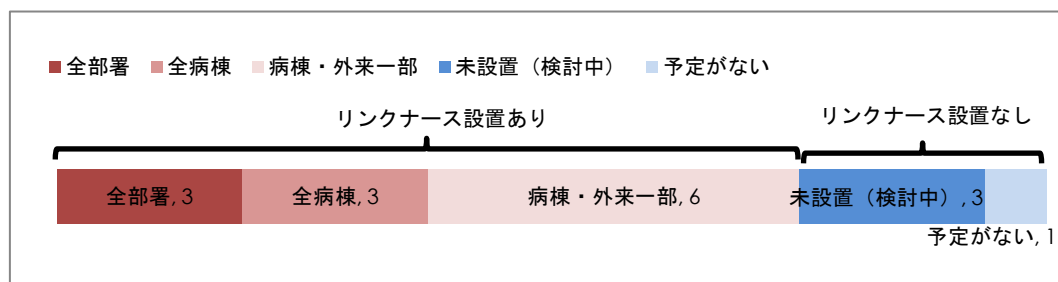 全部署 全病棟 病棟・外来一部 未設置（検討中） 予定がない
リンクナース設置あり
リンクナース設置なし
全部署, 3
全病棟, 3
病棟・外来一部, 6
未設置（検討中）, 3
予定がない, 1